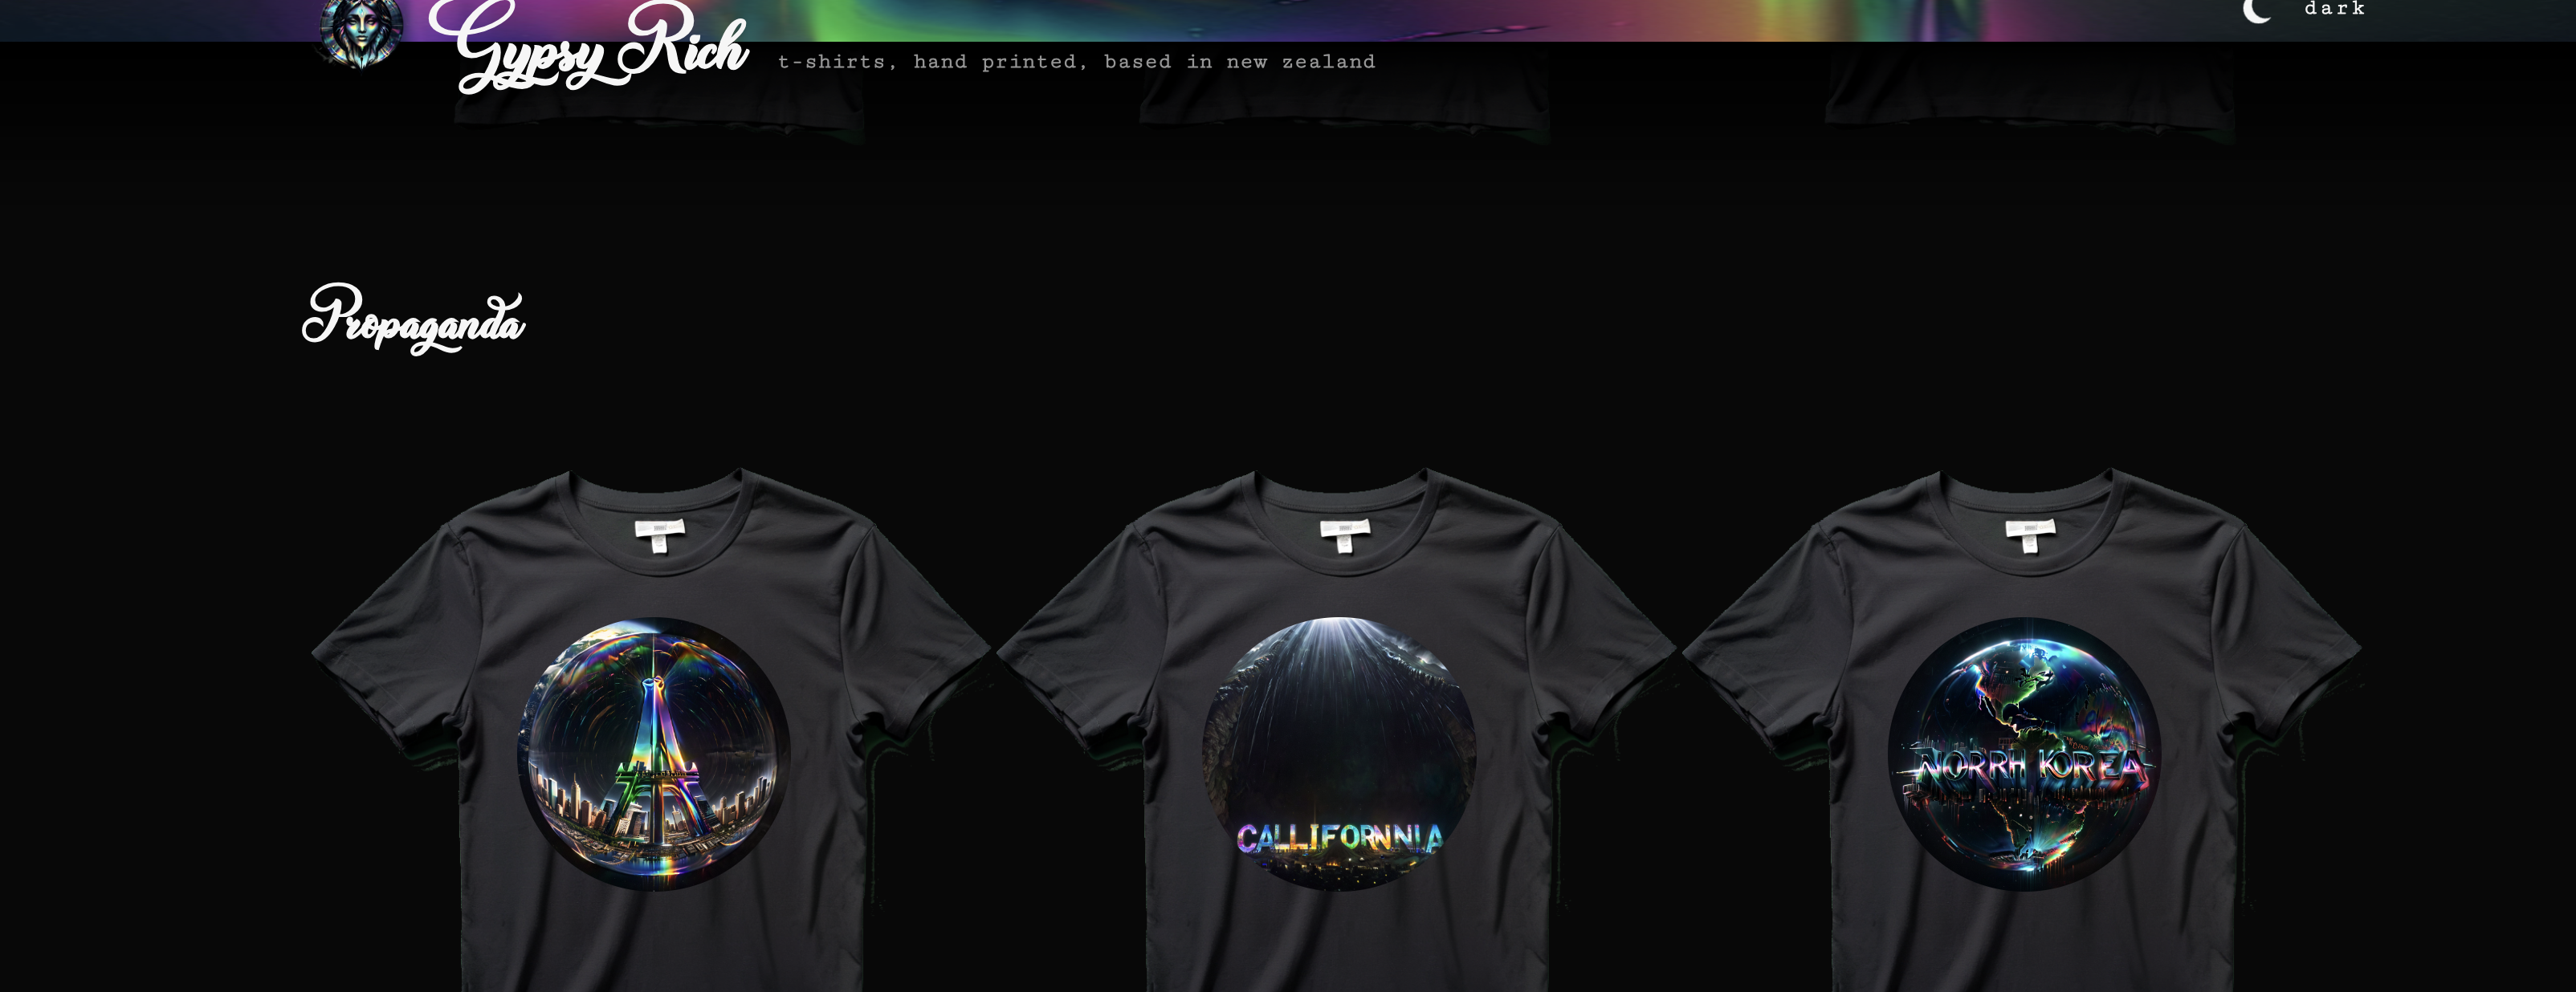 dark
Gypsy Rich
t-shirts, hand printed, based in new zealand
Propaganda
CALLIFORNNIA
NORRH KOREA